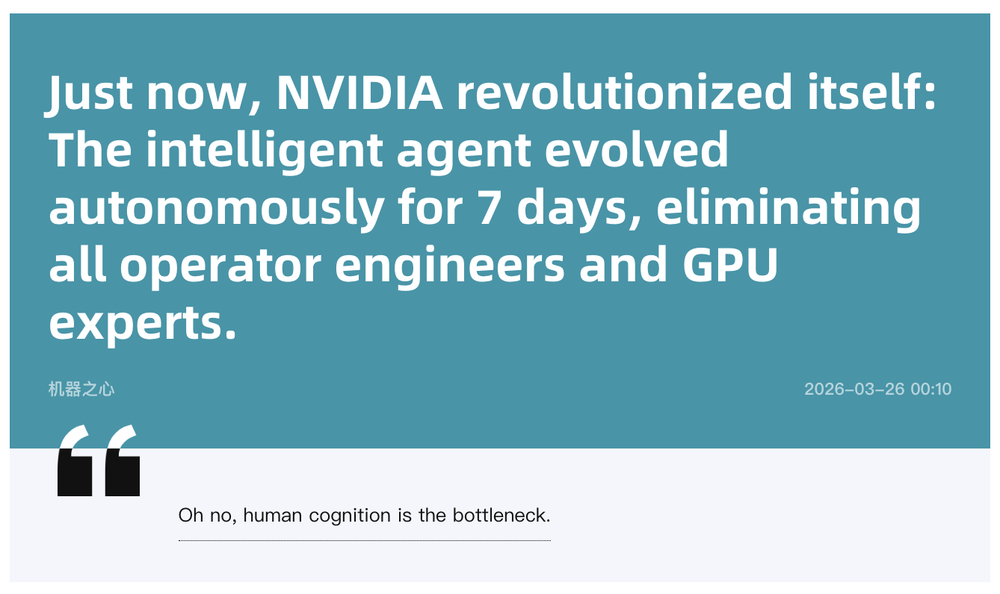 Just now, NVIDIA revolutionized itself:
The intelligent agent evolved
autonomously for 7 days, eliminating
all operator engineers and GPU
experts.
机器之心
2026-03-26 00:10
“
Oh no, human cognition is the bottleneck.